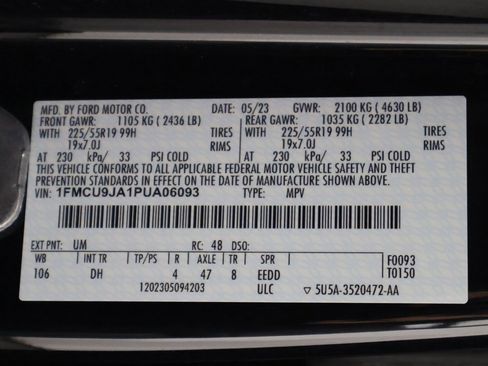 MFD. BY FORD MOTOR CO. DATE: 05/23 GVWR: 2100 KG ( 4630 LB)
FRONT GAWR: 1105 KG ( 2436 LB) REAR GAWR: 1035 KG ( 2282 LB)
WITH 225/55R19 99H TIRES WITH 225/55R19 99H TIRES
19x7.0J RIMS 19x7.0J RIMS
AT 230 kPa/ 33 PSI COLD AT 230 kPa/ 33 PSI COLD
THIS VEHICLE CONFORMS TO ALL APPLICABLE FEDERAL MOTOR VEHICLE SAFETY AND THEFT
PREVENTION STANDARDS IN EFFECT ON THE DATE OF MANUFACTURE SHOWN ABOVE.
VIN: 1FMCU9JA1PUA06093 TYPE: MPV
EXT PNT: UM RC: 48 DSO:
WB INT TR TP/PS R AXLE TR SPR F0093
106 DH 4 47 8 EEDD T0150
1202305094203 ULC ▽ 5U5A-3520472-AA